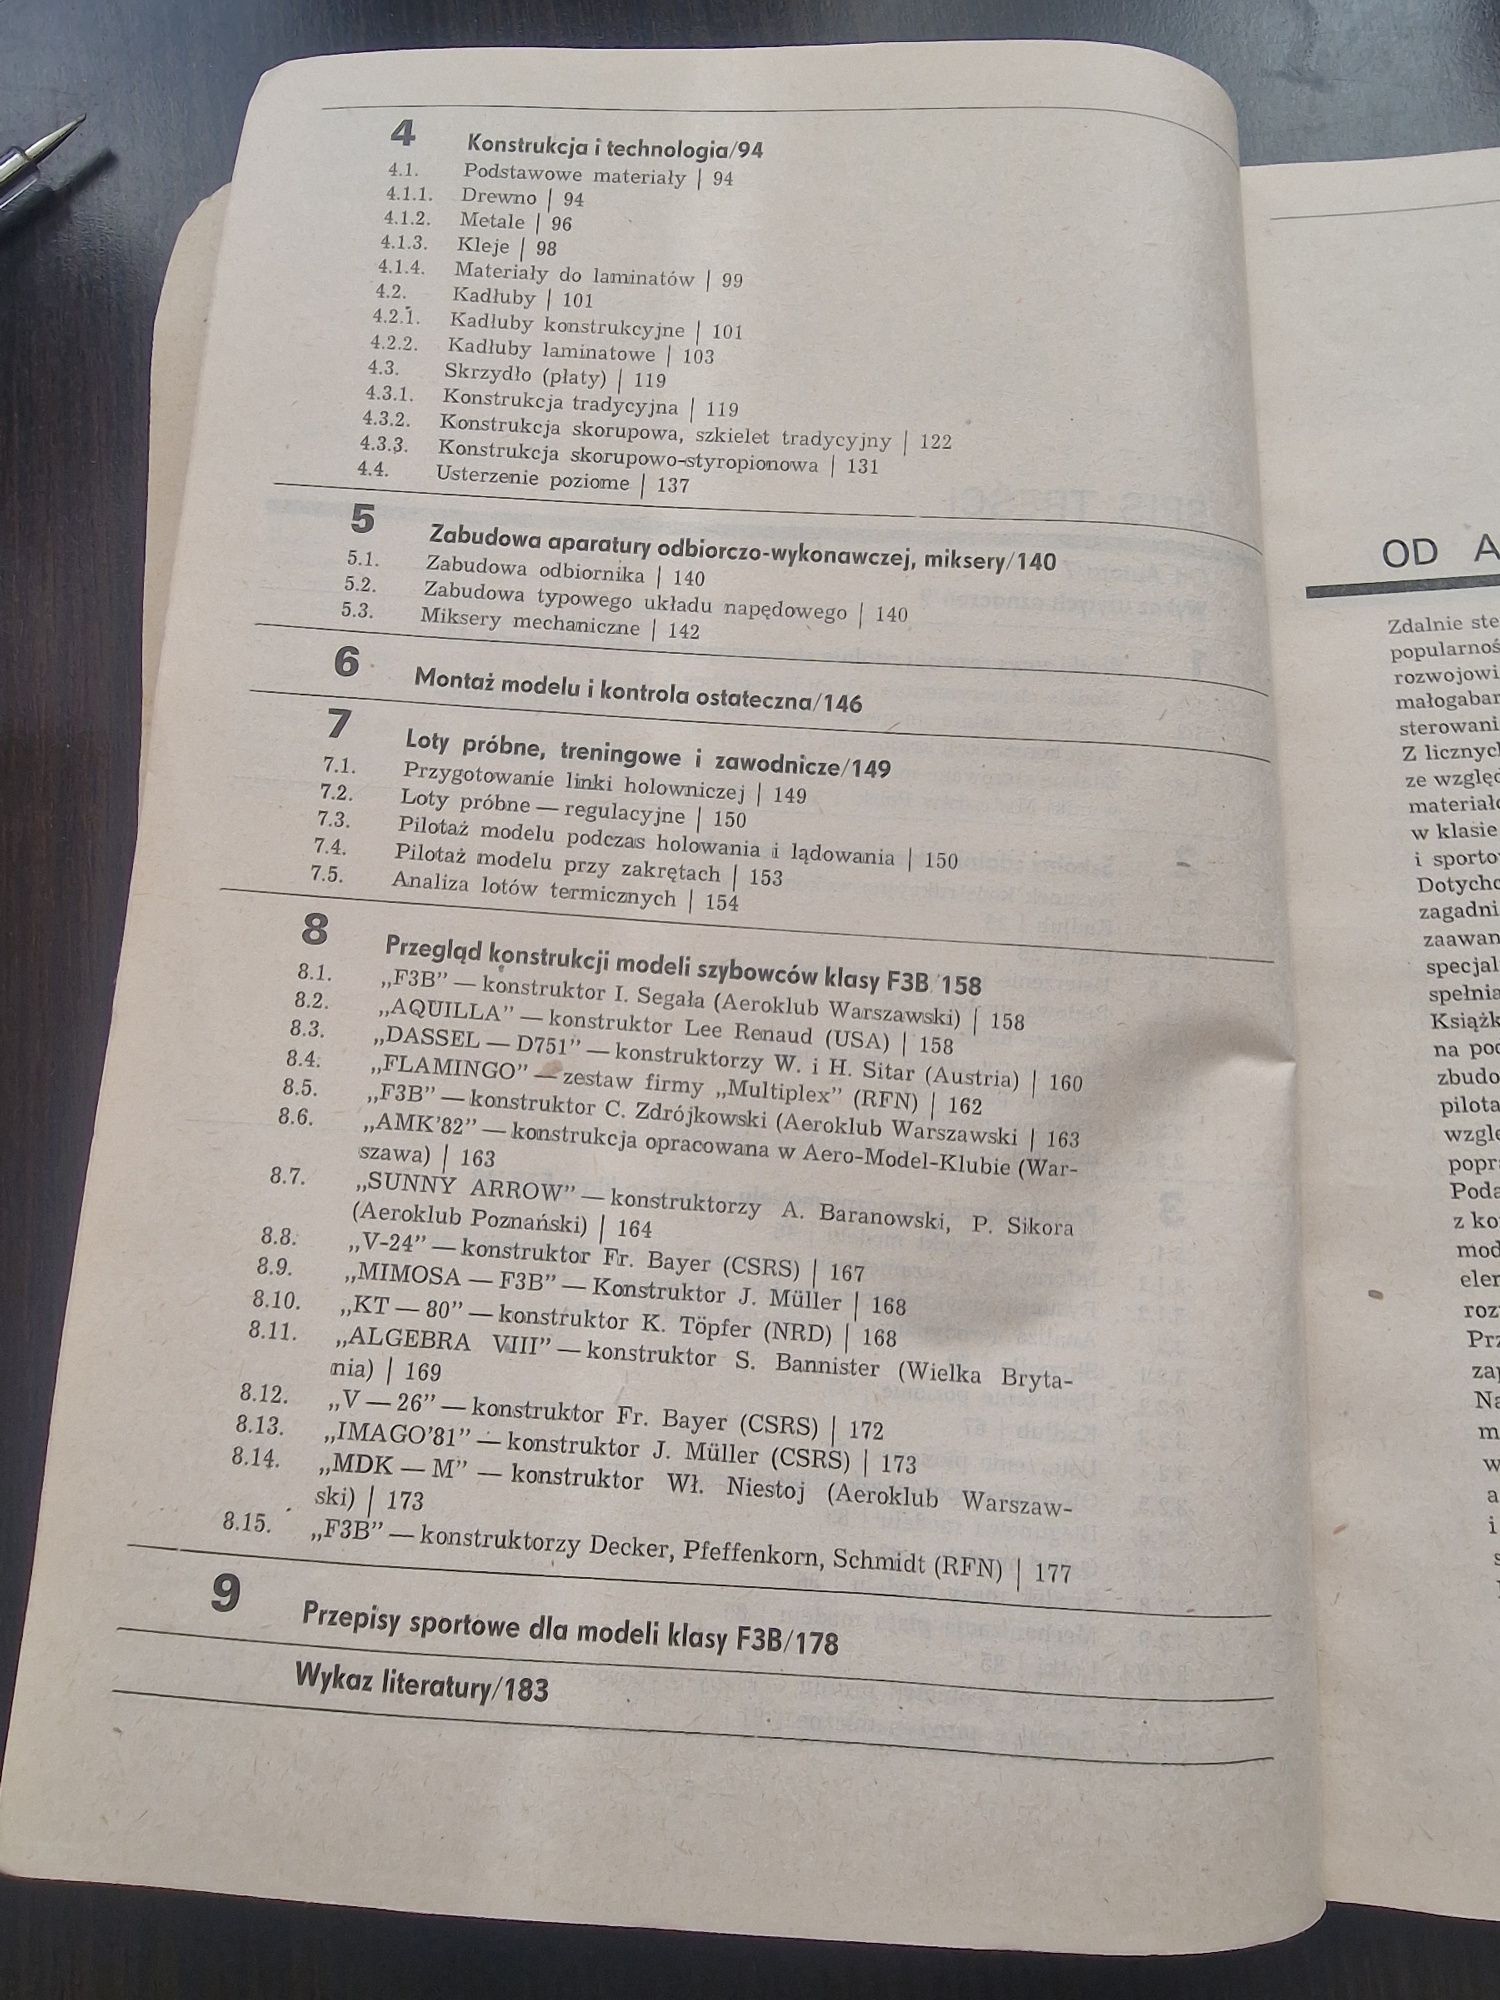 4 Konstrukcja i technologia/94
4.1. Podstawowe materiały | 94
4.1.1. Drewno | 94
4.1.2. Metale | 96
4.1.3. Kleje | 98
4.1.4. Materiały do laminatów | 99
4.2. Kadłuby | 101
4.2.1. Kadłuby konstrukcyjne | 101
4.2.2. Kadłuby laminatowe | 103
4.3. Skrzydło (płaty) | 119
4.3.1. Konstrukcja tradycyjna | 119
4.3.2. Konstrukcja skorupowa, szkielet tradycyjny | 122
4.3.3. Konstrukcja skorupowo-styropionowa | 131
4.4. Usterzenie poziome | 137
5 Zabudowa aparatury odbiorczo-wykonawczej, miksery/140
5.1. Zabudowa odbiornika | 140
5.2. Zabudowa typowego układu napędowego | 140
5.3. Miksery mechaniczne | 142
6 Montaż modelu i kontrola ostateczna/146
7 Loty próbne, treningowe i zawodnicze/149
7.1. Przygotowanie linki holowniczej | 149
7.2. Loty próbne — regulacyjne | 150
7.3. Pilotaż modelu podczas holowania i lądowania | 150
7.4. Pilotaż modelu przy zakrętach | 153
7.5. Analiza lotów termicznych | 154
8 Przegląd konstrukcji modeli szybowców klasy F3B/158
8.1. „F3B” — konstruktor I. Segała (Aeroklub Warszawski) | 158
8.2. „AQUILLA” — konstruktor Lee Renaud (USA) | 158
8.3. „DASSEL — D751” — konstruktorzy W. i H. Sitar (Austria) | 160
8.4. „FLAMINGO” — zestaw firmy „Multiplex” (RFN) | 162
8.5. „F3B” — konstruktor C. Zdrójkowski (Aeroklub Warszawski | 163
8.6. „AMK’82” — konstrukcja opracowana w Aero-Model-Klubie (War-
szawa) | 163
8.7. „SUNNY ARROW” — konstruktorzy A. Baranowski, P. Sikora
(Aeroklub Poznański) | 164
8.8. „V-24” — konstruktor Fr. Bayer (CSRS) | 167
8.9. „MIMOSA — F3B” — Konstruktor J. Müller | 168
8.10. „KT — 80” — konstruktor K. Töpfer (NRD) | 168
8.11. „ALGEBRA VIII” — konstruktor S. Bannister (Wielka Bryta-
nia) | 169
8.12. „V — 26” — konstruktor Fr. Bayer (CSRS) | 172
8.13. „IMAGO’81” — konstruktor J. Müller (CSRS) | 173
8.14. „MDK — M” — konstruktor Wł. Niestoj (Aeroklub Warszaw-
ski) | 173
8.15. „F3B” — konstruktorzy Decker, Pfeffenkorn, Schmidt (RFN) | 177
9 Przepisy sportowe dla modeli klasy F3B/178
Wykaz literatury/183
OD A
Zdalnie ste
popularnoś
rozwojowi
małogabar
sterowani
Z licznych
ze względ
materiało
w klasie
i sporto
Dotychc
zagadni
zaawan
specjal
spełnia
Książk
na po
zbudo
pilota
wzglę
popr
Poda
z ko
mod
eler
roz
Prz
zap
Na
m
w
a
i
s